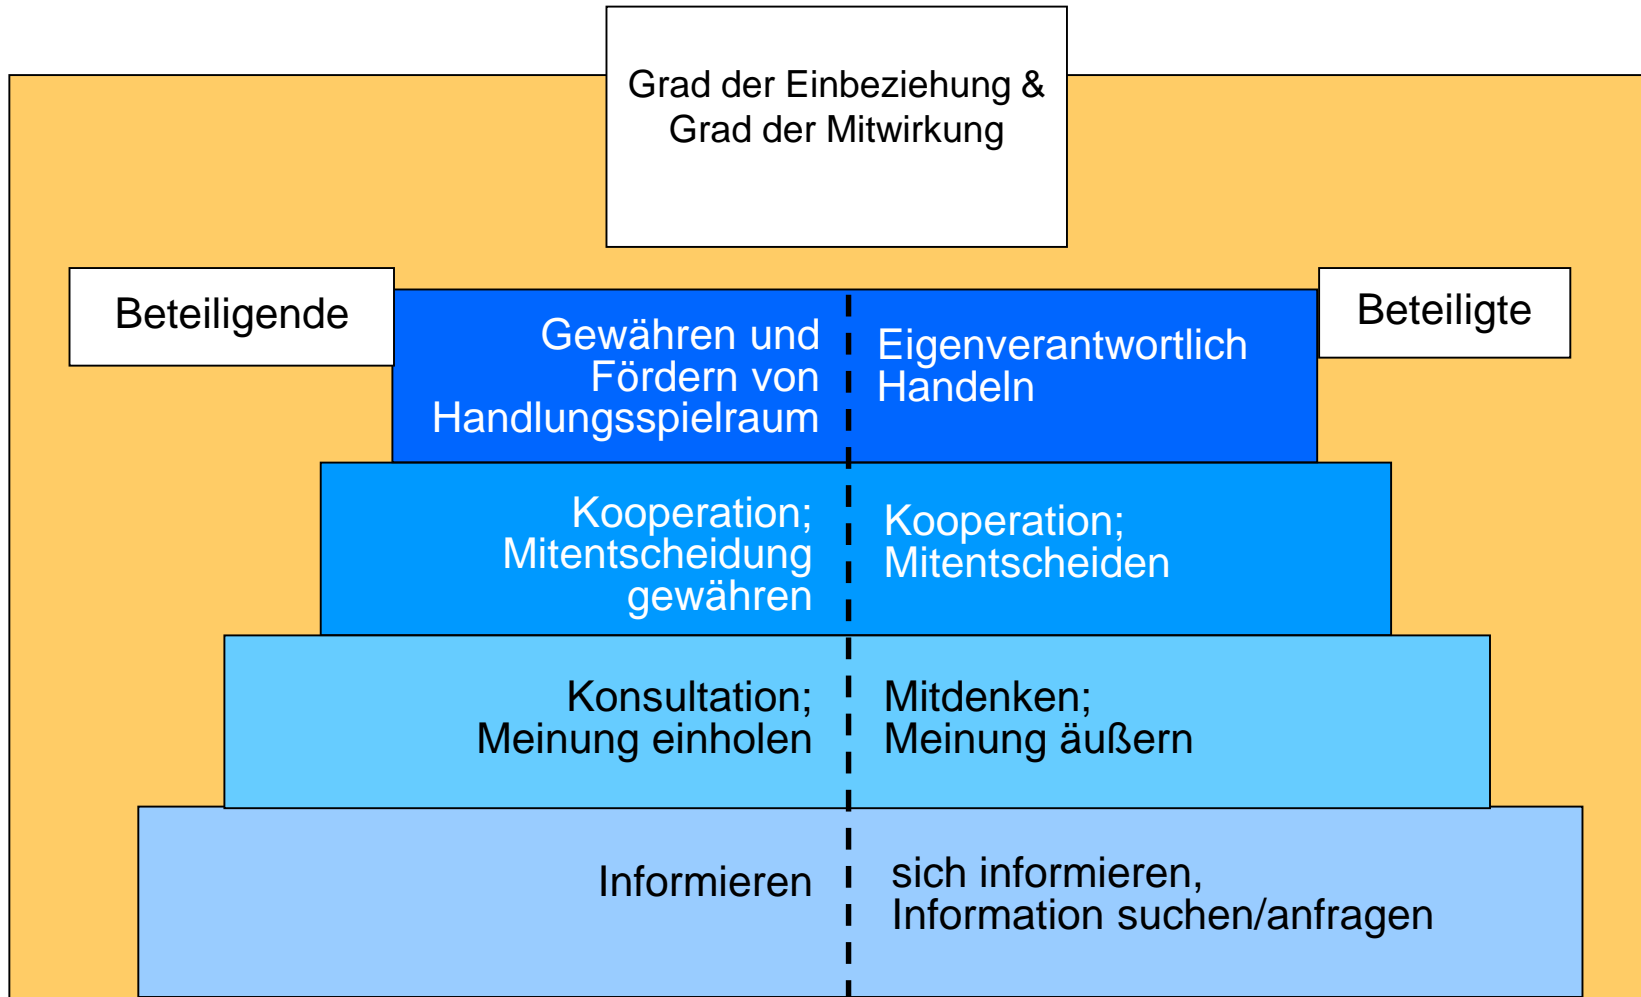 Grad der Einbeziehung &
Grad der Mitwirkung
Beteiligende
Beteiligte
Gewähren und
Fördern von
Handlungsspielraum
Eigenverantwortlich
Handeln
Kooperation;
Mitentscheidung
gewähren
Kooperation;
Mitentscheiden
Konsultation;
Meinung einholen
Mitdenken;
Meinung äußern
Informieren
sich informieren,
Information suchen/anfragen